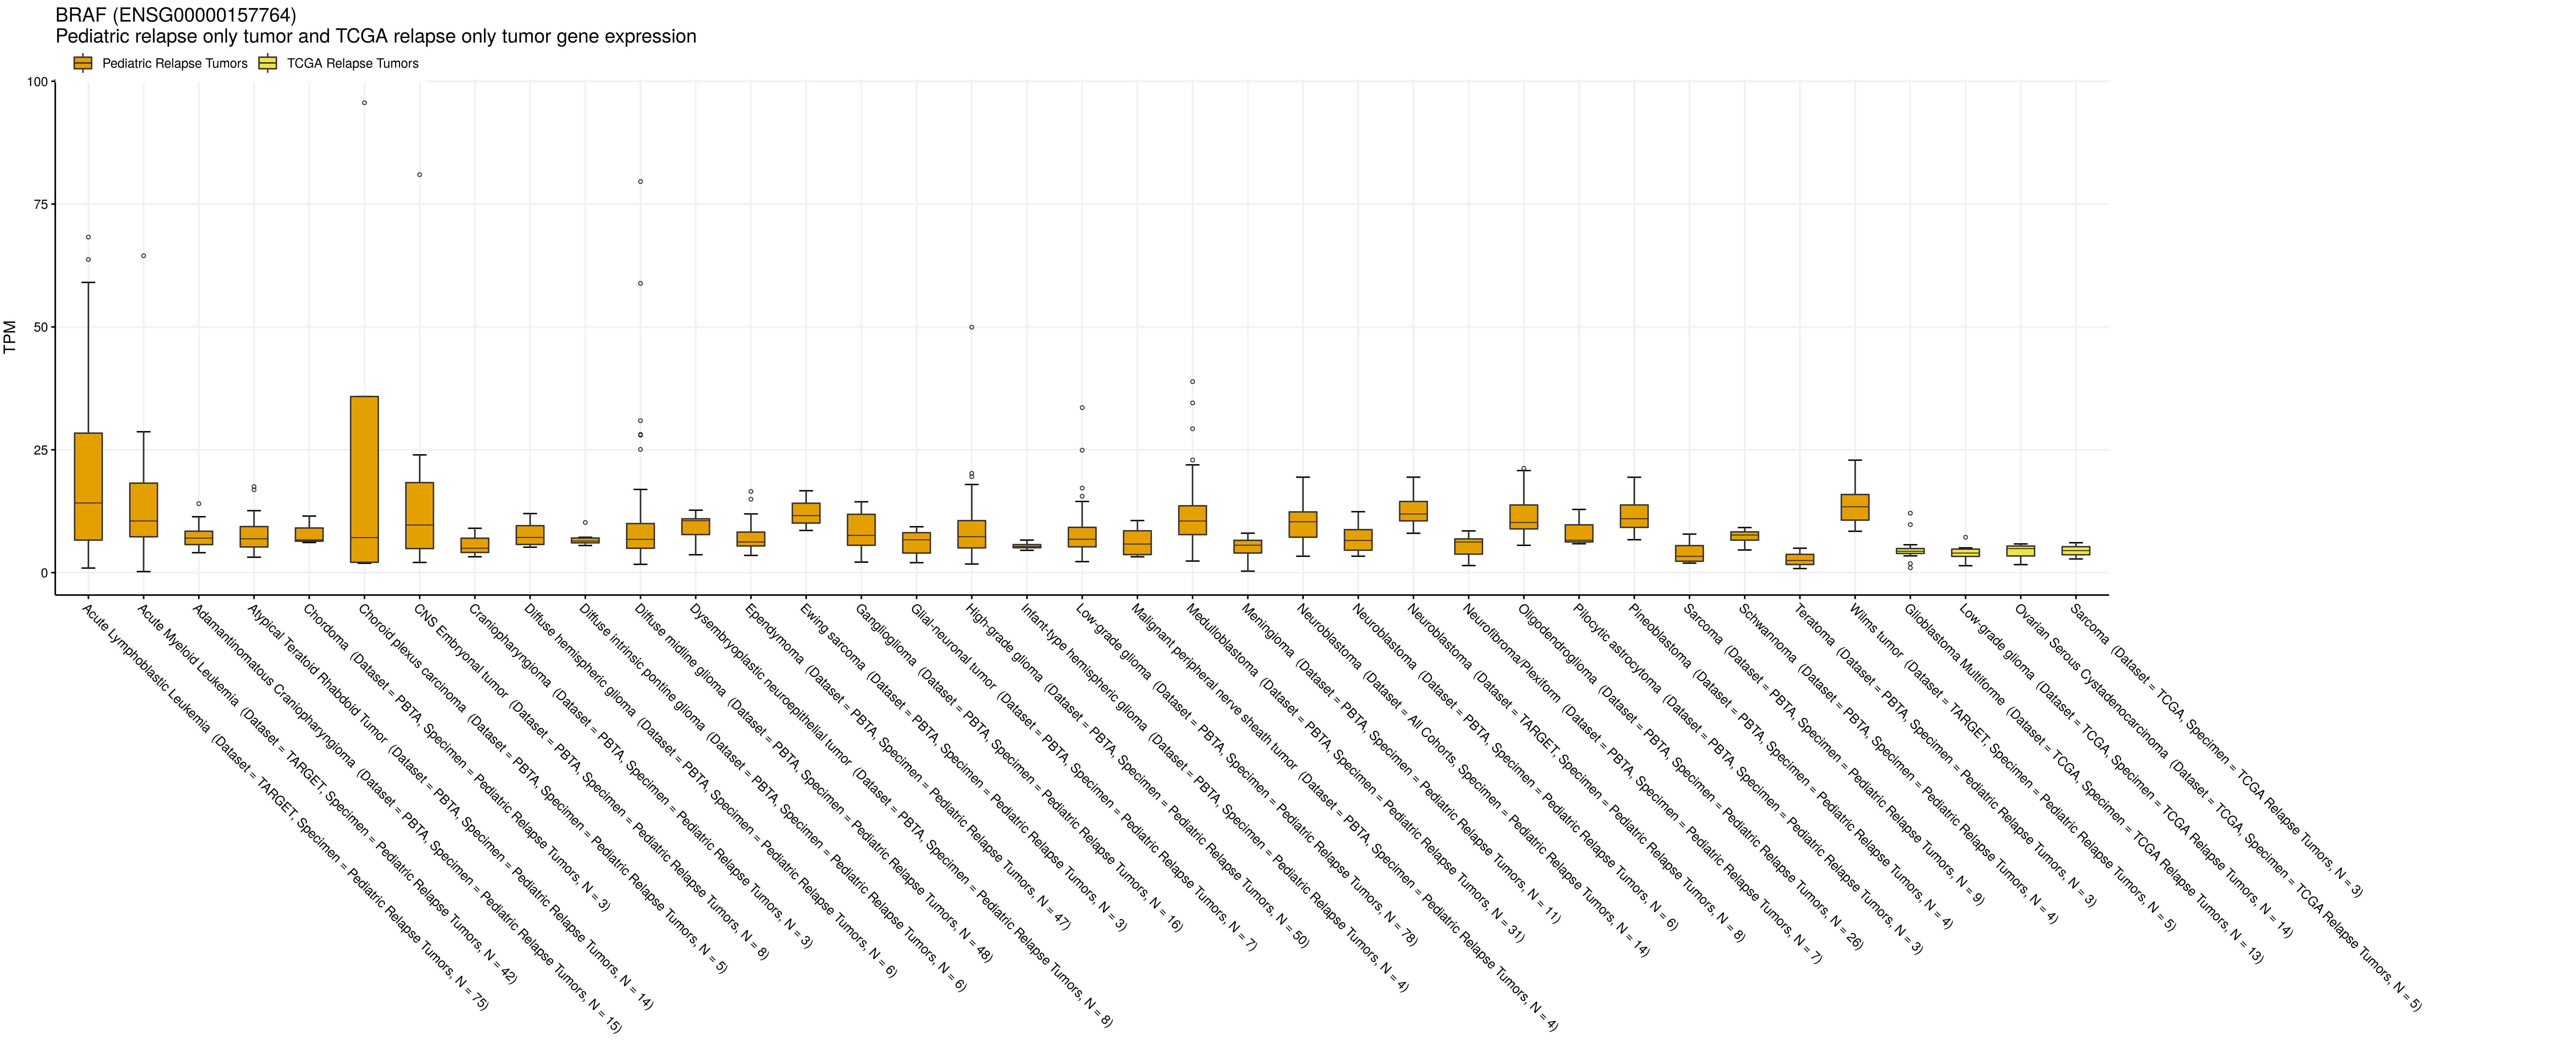 BRAF (ENSG00000157764)
Pediatric relapse only tumor and TCGA relapse only tumor gene expression
Pediatric Relapse Tumors
TCGA Relapse Tumors
TPM
100
75
50
25
0
Acute Lymphoblastic Leukemia (Dataset = TARGET, Specimen = Pediatric Relapse Tumors, N = 75)
Acute Myeloid Leukemia (Dataset = TARGET, Specimen = Pediatric Relapse Tumors, N = 42)
Adamantinomatous Craniopharyngioma (Dataset = PBTA, Specimen = Pediatric Relapse Tumors, N = 15)
Atypical Teratoid Rhabdoid Tumor (Dataset = PBTA, Specimen = Pediatric Relapse Tumors, N = 14)
Chordoma (Dataset = PBTA, Specimen = Pediatric Relapse Tumors, N = 3)
Choroid plexus carcinoma (Dataset = PBTA, Specimen = Pediatric Relapse Tumors, N = 5)
CNS Embryonal tumor (Dataset = PBTA, Specimen = Pediatric Relapse Tumors, N = 8)
Craniopharyngioma (Dataset = PBTA, Specimen = Pediatric Relapse Tumors, N = 3)
Diffuse hemispheric glioma (Dataset = PBTA, Specimen = Pediatric Relapse Tumors, N = 6)
Diffuse intrinsic pontine glioma (Dataset = PBTA, Specimen = Pediatric Relapse Tumors, N = 6)
Diffuse midline glioma (Dataset = PBTA, Specimen = Pediatric Relapse Tumors, N = 48)
Dysembryoplastic neuroepithelial tumor (Dataset = PBTA, Specimen = Pediatric Relapse Tumors, N = 8)
Ependymoma (Dataset = PBTA, Specimen = Pediatric Relapse Tumors, N = 47)
Ewing sarcoma (Dataset = PBTA, Specimen = Pediatric Relapse Tumors, N = 3)
Ganglioglioma (Dataset = PBTA, Specimen = Pediatric Relapse Tumors, N = 16)
Glial-neuronal tumor (Dataset = PBTA, Specimen = Pediatric Relapse Tumors, N = 7)
High-grade glioma (Dataset = PBTA, Specimen = Pediatric Relapse Tumors, N = 50)
Infant-type hemispheric glioma (Dataset = PBTA, Specimen = Pediatric Relapse Tumors, N = 4)
Low-grade glioma (Dataset = PBTA, Specimen = Pediatric Relapse Tumors, N = 78)
Malignant peripheral nerve sheath tumor (Dataset = PBTA, Specimen = Pediatric Relapse Tumors, N = 4)
Medulloblastoma (Dataset = PBTA, Specimen = Pediatric Relapse Tumors, N = 31)
Meningioma (Dataset = PBTA, Specimen = Pediatric Relapse Tumors, N = 11)
Neuroblastoma (Dataset = All Cohorts, Specimen = Pediatric Relapse Tumors, N = 14)
Neuroblastoma (Dataset = PBTA, Specimen = Pediatric Relapse Tumors, N = 6)
Neuroblastoma (Dataset = TARGET, Specimen = Pediatric Relapse Tumors, N = 8)
Neurofibroma/Plexiform (Dataset = PBTA, Specimen = Pediatric Relapse Tumors, N = 7)
Oligodendroglioma (Dataset = PBTA, Specimen = Pediatric Relapse Tumors, N = 26)
Pilocytic astrocytoma (Dataset = PBTA, Specimen = Pediatric Relapse Tumors, N = 3)
Pineoblastoma (Dataset = PBTA, Specimen = Pediatric Relapse Tumors, N = 4)
Sarcoma (Dataset = PBTA, Specimen = Pediatric Relapse Tumors, N = 9)
Schwannoma (Dataset = PBTA, Specimen = Pediatric Relapse Tumors, N = 4)
Teratoma (Dataset = PBTA, Specimen = Pediatric Relapse Tumors, N = 3)
Wilms tumor (Dataset = TARGET, Specimen = Pediatric Relapse Tumors, N = 5)
Glioblastoma Multiforme (Dataset = TCGA, Specimen = TCGA Relapse Tumors, N = 13)
Low-grade glioma (Dataset = TCGA, Specimen = TCGA Relapse Tumors, N = 14)
Ovarian Serous Cystadenocarcinoma (Dataset = TCGA, Specimen = TCGA Relapse Tumors, N = 5)
Sarcoma (Dataset = TCGA, Specimen = TCGA Relapse Tumors, N = 3)